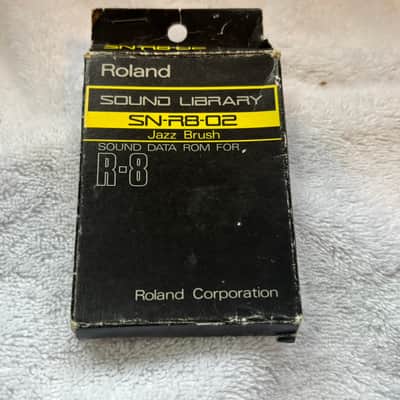 SN-R8-02
Roland
SOUND LIBRARY
SN-R8-02
Jazz Brush
SOUND DATA ROM FOR
R-8
Roland Corporation